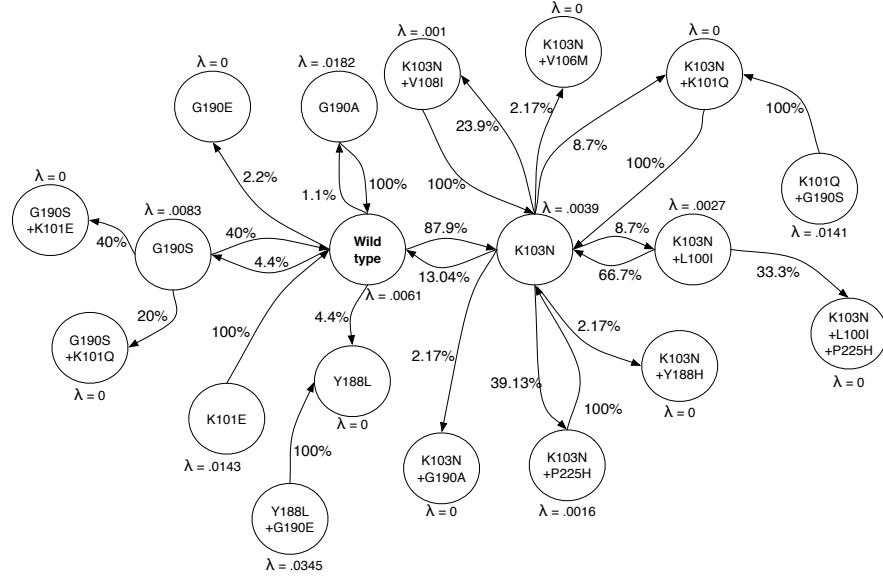 λ = 0
G190E
λ = .0182
G190A
λ = .001
K103N
+V108I
λ = 0
K103N
+V106M
λ = 0
K103N
+K101Q
2.2%
1.1%
100%
23.9%
100%
2.17%
8.7%
100%
100%
K101Q
+G190S
λ = .0141
λ = 0
G190S
+K101E
40%
λ = .0083
G190S
40%
4.4%
Wild
type
λ = .0061
87.9%
13.04%
λ = .0039
K103N
8.7%
66.7%
λ = .0027
K103N
+L100I
33.3%
K103N
+L100I
+P225H
λ = 0
20%
G190S
+K101Q
λ = 0
100%
K101E
λ = .0143
4.4%
Y188L
λ = 0
100%
Y188L
+G190E
λ = .0345
2.17%
K103N
+G190A
λ = 0
39.13%
100%
K103N
+P225H
λ = .0016
2.17%
K103N
+Y188H
λ = 0